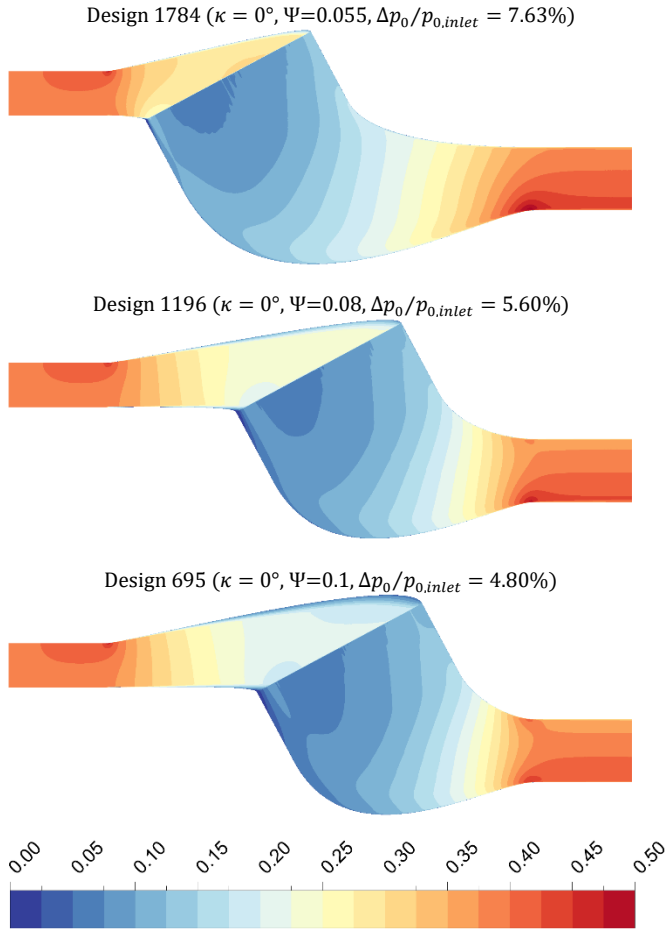 Design 1784 (κ = 0°, Ψ=0.055, Δp₀/p₀,inlet = 7.63%)
Design 1196 (κ = 0°, Ψ=0.08, Δp₀/p₀,inlet = 5.60%)
Design 695 (κ = 0°, Ψ=0.1, Δp₀/p₀,inlet = 4.80%)
0.00 0.05 0.10 0.15 0.20 0.25 0.30 0.35 0.40 0.45 0.50